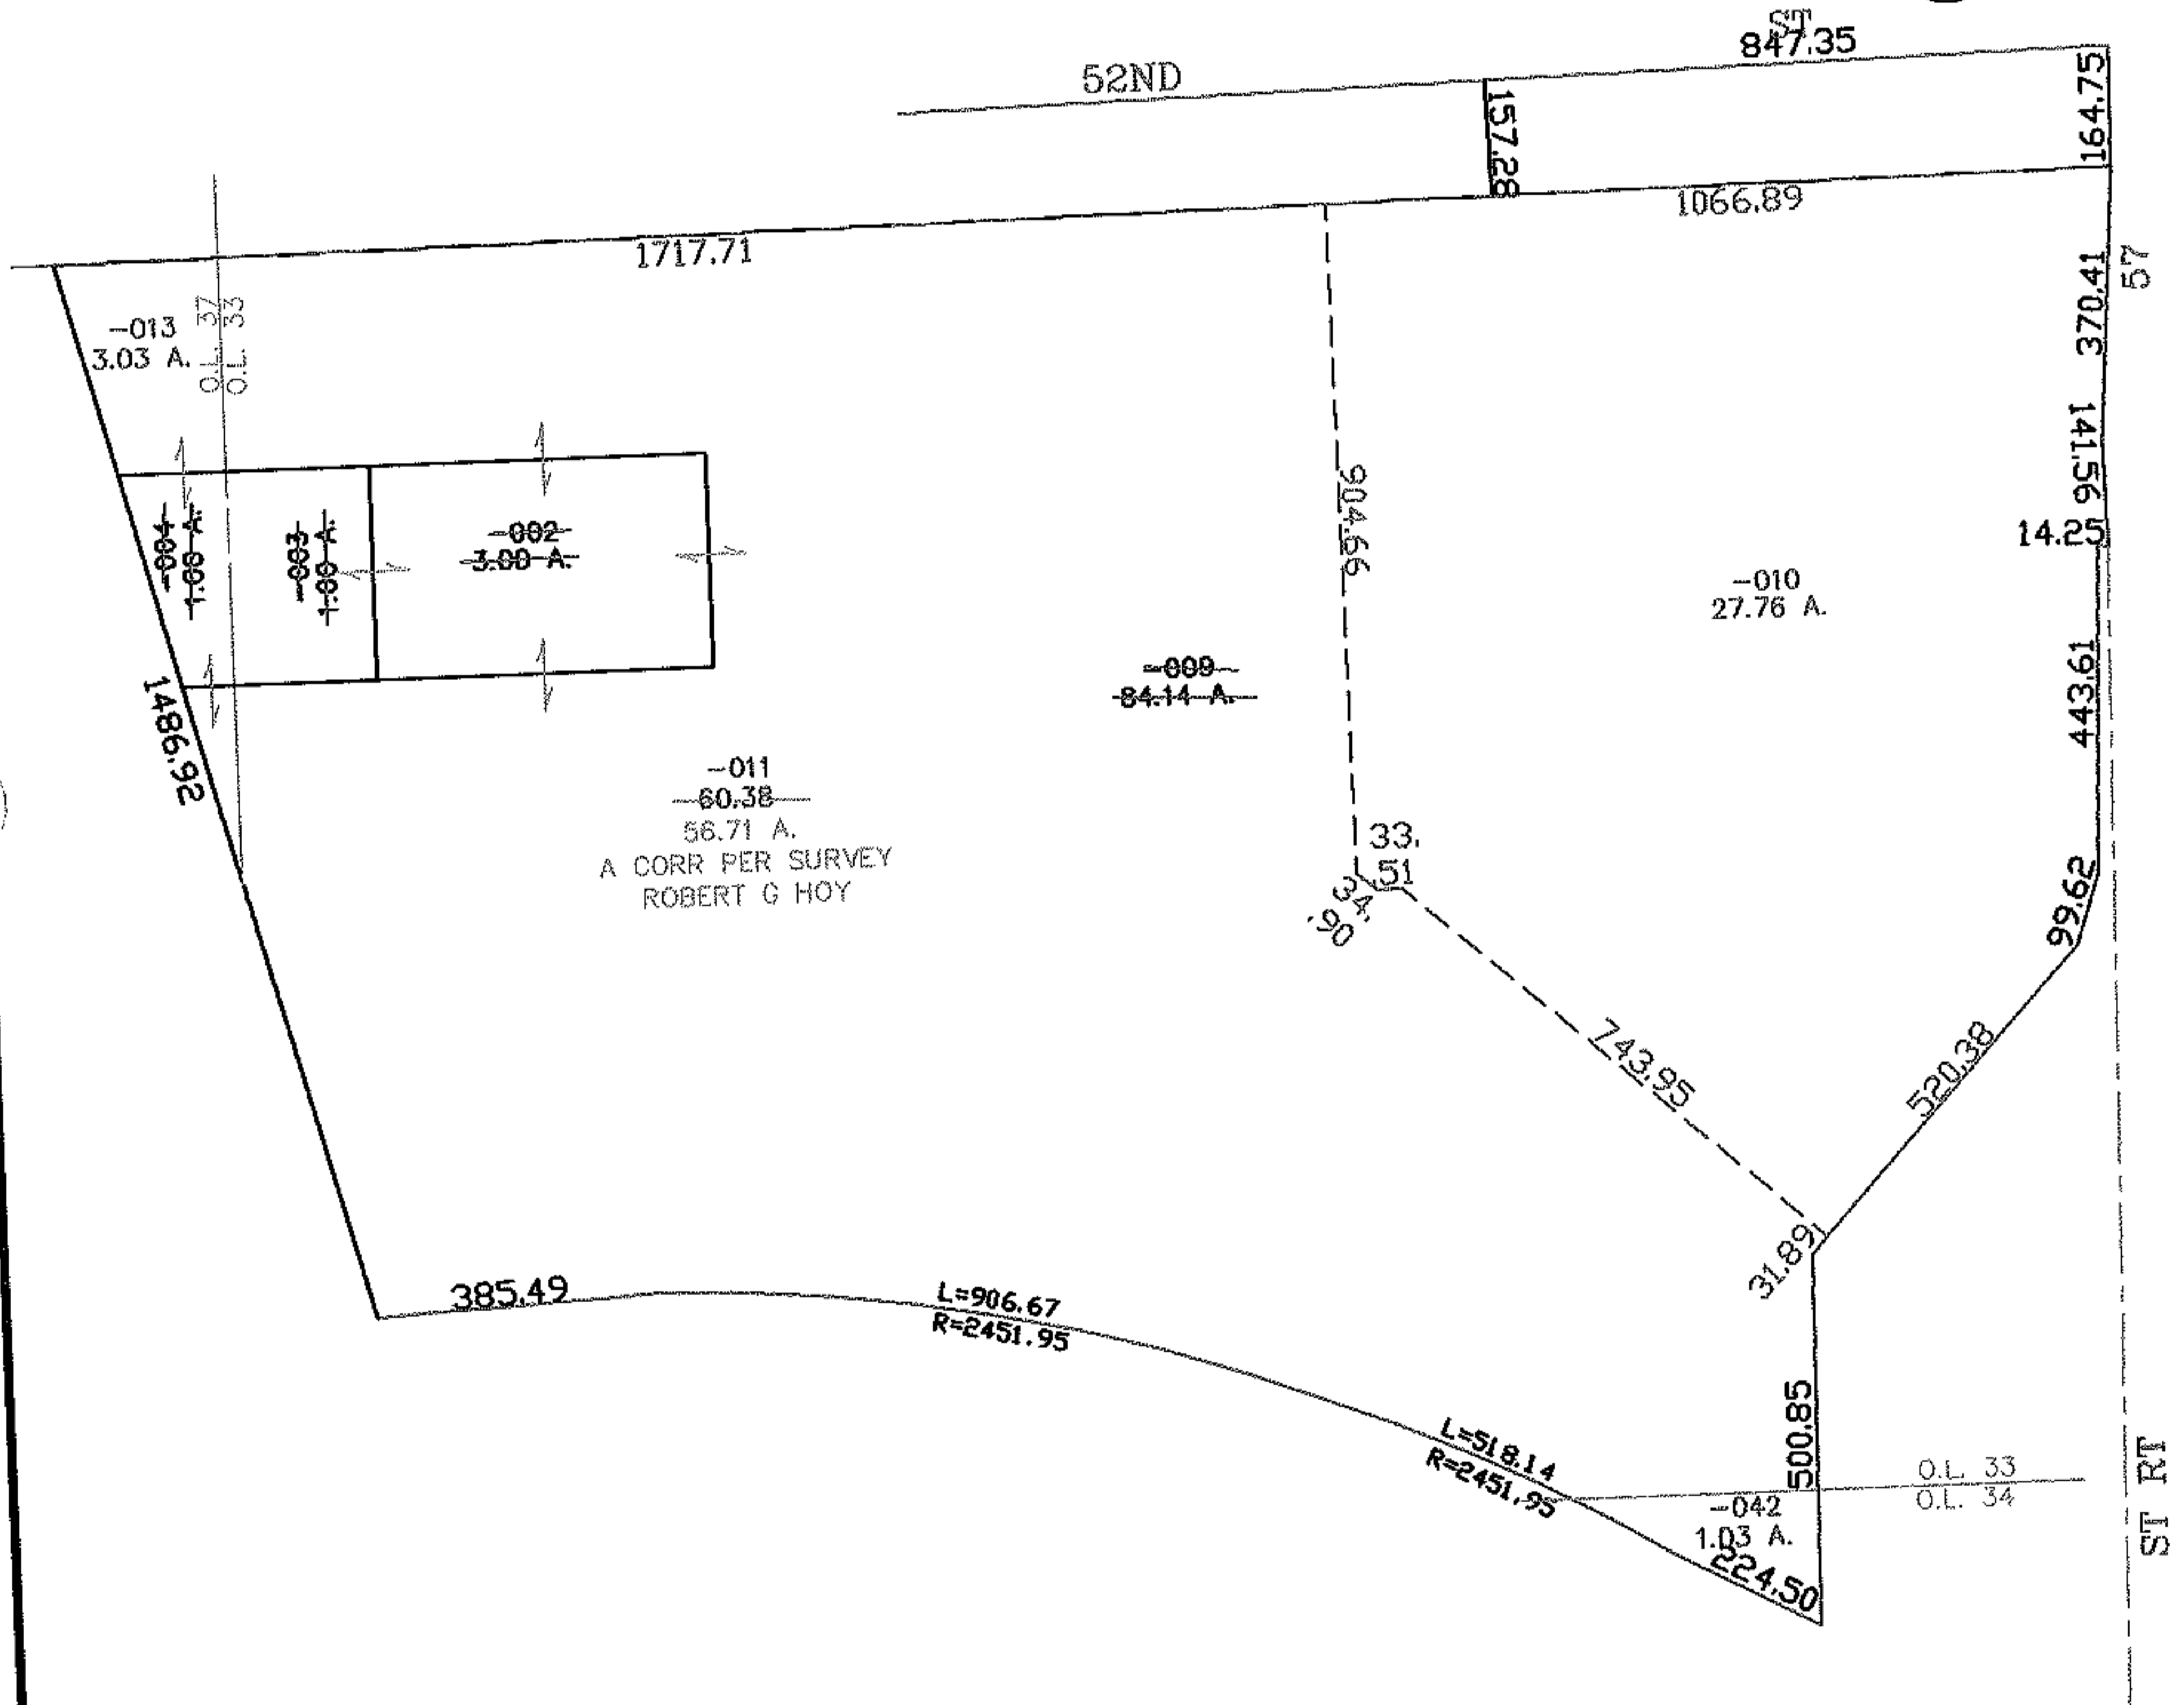 ST
847.35
52ND
164.75
157.28
1066.89
1717.71
57
370.41
-013
3.03 A.
O.L. 37
O.L. 33
141.56
14.25
904.66
-004
1.00 A.
-003
1.00 A.
-002
3.00 A.
-010
27.76 A.
-009
84.14 A.
443.61
1486.92
-011
60.38
56.71 A.
A CORR PER SURVEY
ROBERT G HOY
33.
51
34.
90
99.62
743.95
520.38
31.89
385.49
L=906.67
R=2451.95
500.85
L=518.14
R=2451.95
O.L. 33
O.L. 34
-042
1.03 A.
224.50
ST RT